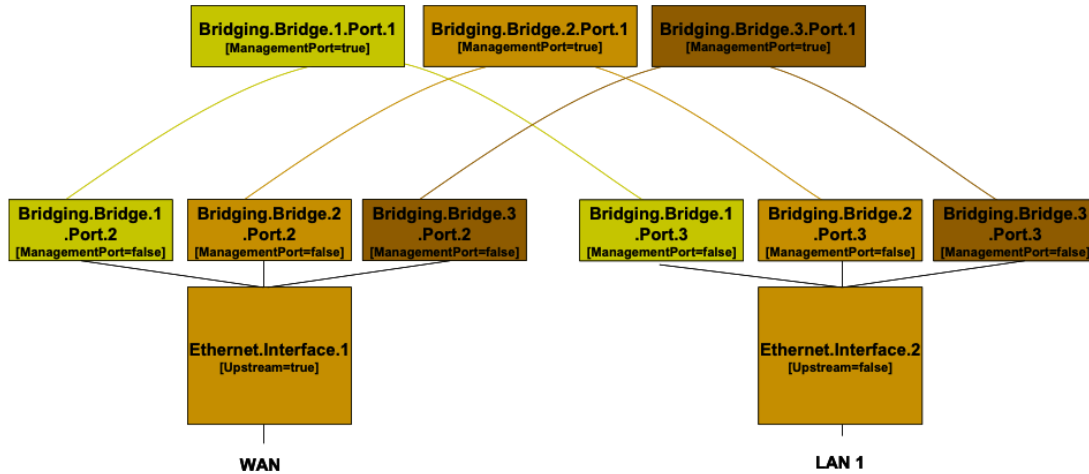 Bridging.Bridge.1.Port.1
[ManagementPort=true]
Bridging.Bridge.2.Port.1
[ManagementPort=true]
Bridging.Bridge.3.Port.1
[ManagementPort=true]
Bridging.Bridge.1
.Port.2
[ManagementPort=false]
Bridging.Bridge.2
.Port.2
[ManagementPort=false]
Bridging.Bridge.3
.Port.2
[ManagementPort=false]
Bridging.Bridge.1
.Port.3
[ManagementPort=false]
Bridging.Bridge.2
.Port.3
[ManagementPort=false]
Bridging.Bridge.3
.Port.3
[ManagementPort=false]
Ethernet.Interface.1
[Upstream=true]
Ethernet.Interface.2
[Upstream=false]
WAN
LAN 1